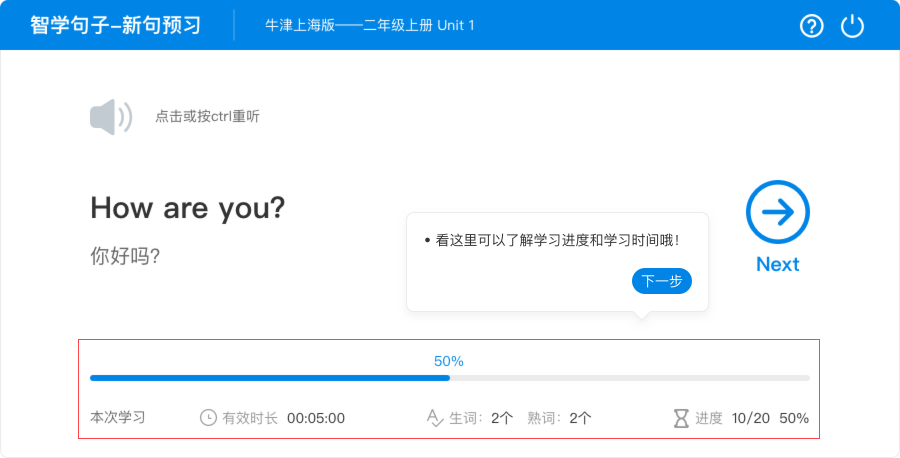 智学句子-新句预习
牛津上海版——二年级上册 Unit 1
点击或按ctrl重听
How are you?
你好吗?
• 看这里可以了解学习进度和学习时间哦!
下一步
Next
50%
本次学习 有效时长 00:05:00 生词: 2个 熟词: 2个 进度 10/20 50%